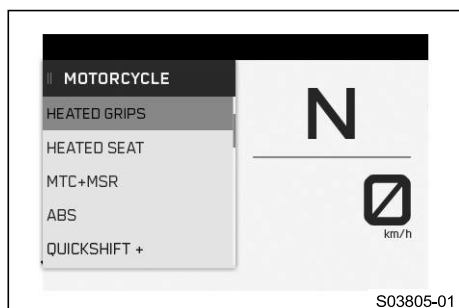 MOTORCYCLE
HEATED GRIPS
HEATED SEAT
MTC+MSR
ABS
QUICKSHIFT +
N
0
km/h
S03805-01